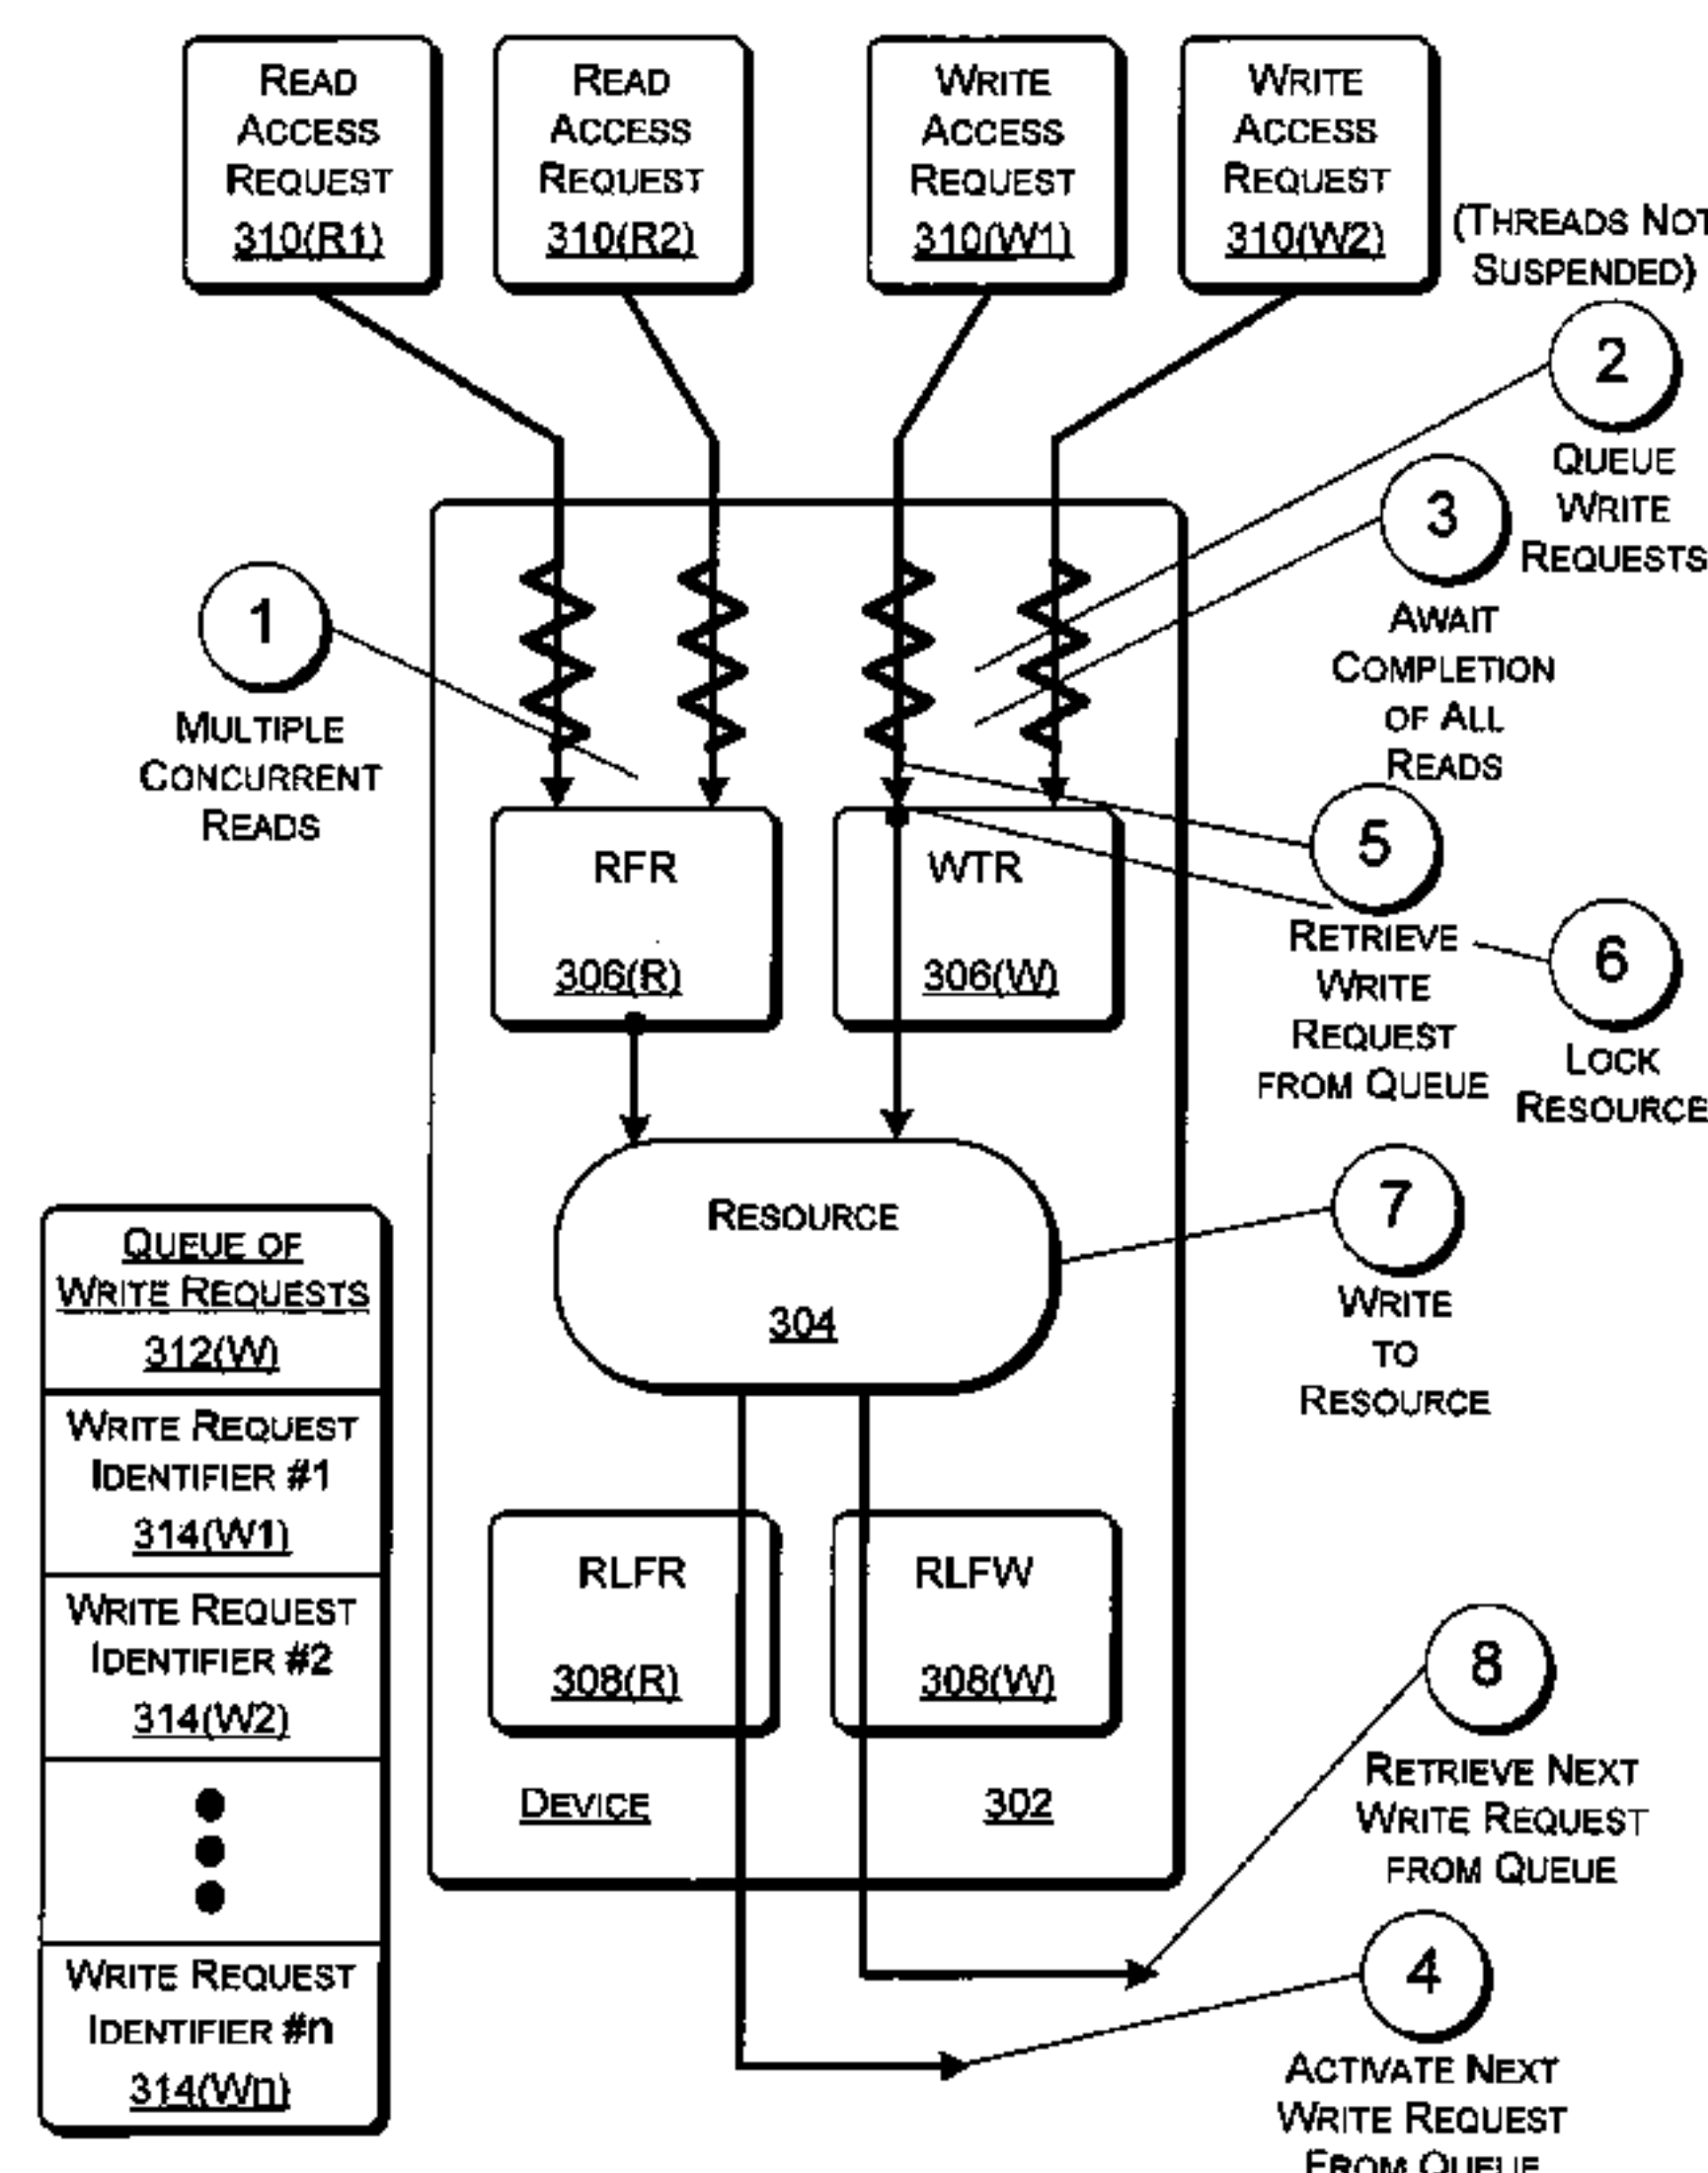 READ
ACCESS
REQUEST
310(R1)
READ
ACCESS
REQUEST
310(R2)
WRITE
ACCESS
REQUEST
310(W1)
WRITE
ACCESS
REQUEST
310(W2)
(THREADS NOT
SUSPENDED)
2
QUEUE
WRITE
REQUESTS
3
AWAIT
COMPLETION
OF ALL
READS
1
MULTIPLE
CONCURRENT
READS
RFR
306(R)
WTR
306(W)
5
RETRIEVE
WRITE
REQUEST
FROM QUEUE
6
LOCK
RESOURCE
RESOURCE
304
7
WRITE
TO
RESOURCE
QUEUE OF
WRITE REQUESTS
312(W)
WRITE REQUEST
IDENTIFIER #1
314(W1)
WRITE REQUEST
IDENTIFIER #2
314(W2)
WRITE REQUEST
IDENTIFIER #n
314(Wn)
RLFR
308(R)
RLFW
308(W)
DEVICE 302
8
RETRIEVE NEXT
WRITE REQUEST
FROM QUEUE
4
ACTIVATE NEXT
WRITE REQUEST
FROM QUEUE